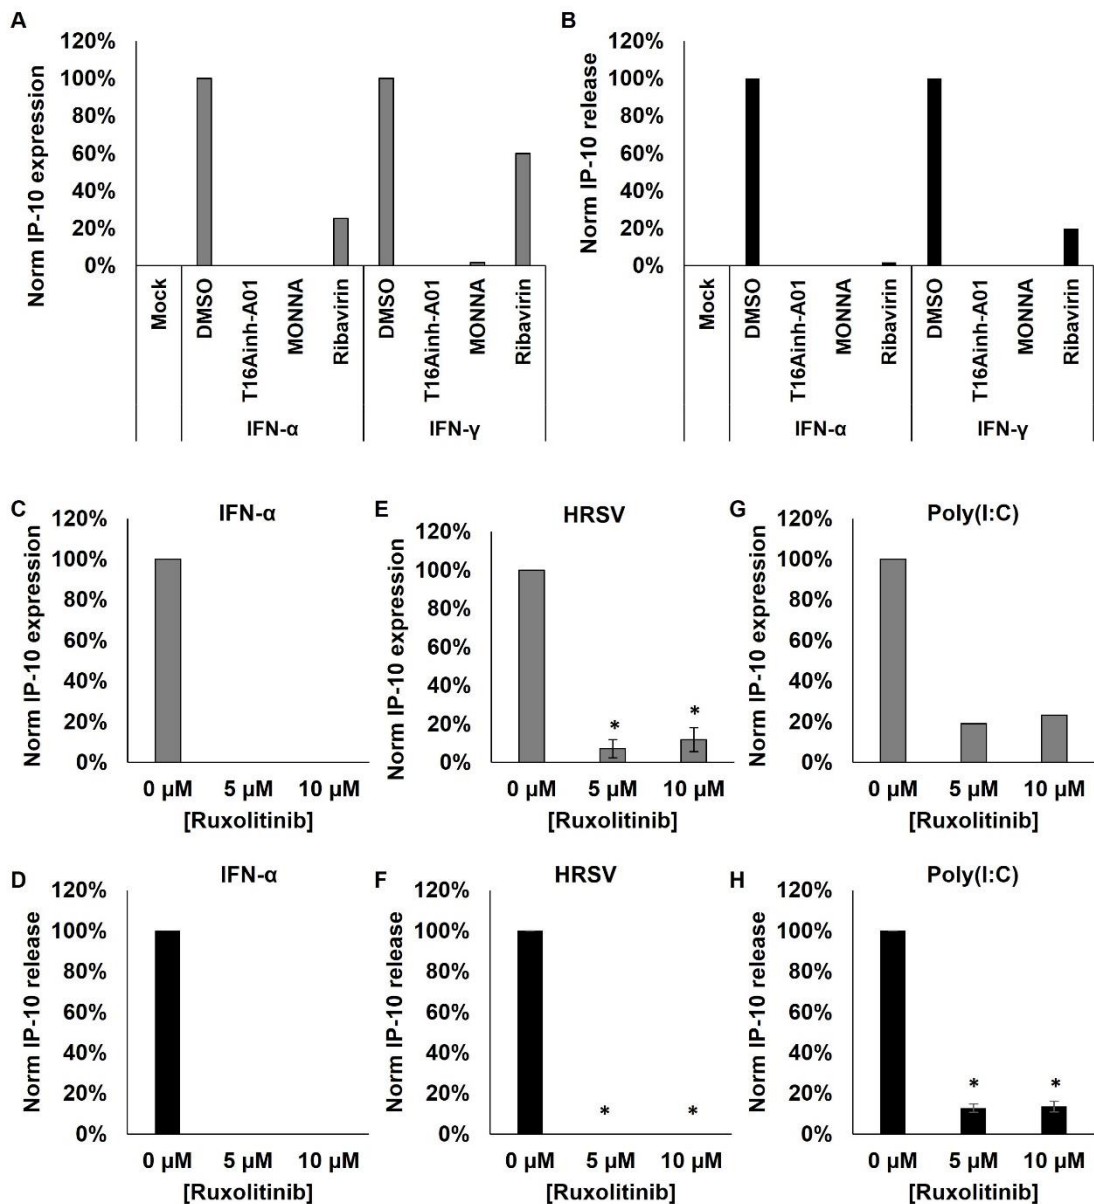 A
Norm IP-10 expression
120%
100%
80%
60%
40%
20%
0%
Mock
DMSO
T16Ainh-A01
MONNA
Ribavirin
DMSO
T16Ainh-A01
MONNA
Ribavirin
IFN-α
IFN-γ
B
Norm IP-10 release
120%
100%
80%
60%
40%
20%
0%
Mock
DMSO
T16Ainh-A01
MONNA
Ribavirin
DMSO
T16Ainh-A01
MONNA
Ribavirin
IFN-α
IFN-γ
C
IFN-α
Norm IP-10 expression
120%
100%
80%
60%
40%
20%
0%
0 µM 5 µM 10 µM
[Ruxolitinib]
E
HRSV
Norm IP-10 expression
120%
100%
80%
60%
40%
20%
0%
* *
0 µM 5 µM 10 µM
[Ruxolitinib]
G
Poly(I:C)
Norm IP-10 expression
120%
100%
80%
60%
40%
20%
0%
0 µM 5 µM 10 µM
[Ruxolitinib]
D
IFN-α
Norm IP-10 release
120%
100%
80%
60%
40%
20%
0%
0 µM 5 µM 10 µM
[Ruxolitinib]
F
HRSV
Norm IP-10 release
120%
100%
80%
60%
40%
20%
0%
* *
0 µM 5 µM 10 µM
[Ruxolitinib]
H
Poly(I:C)
Norm IP-10 release
120%
100%
80%
60%
40%
20%
0%
* *
0 µM 5 µM 10 µM
[Ruxolitinib]